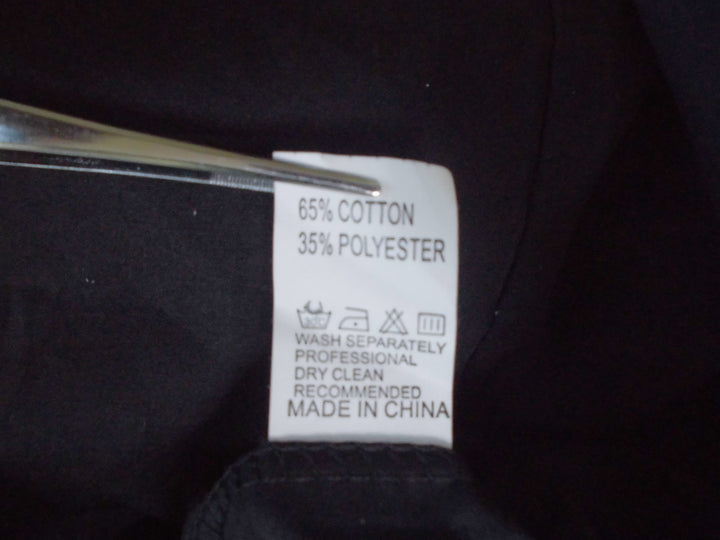 65% COTTON
35% POLYESTER
WASH SEPARATELY
PROFESSIONAL
DRY CLEAN
RECOMMENDED
MADE IN CHINA